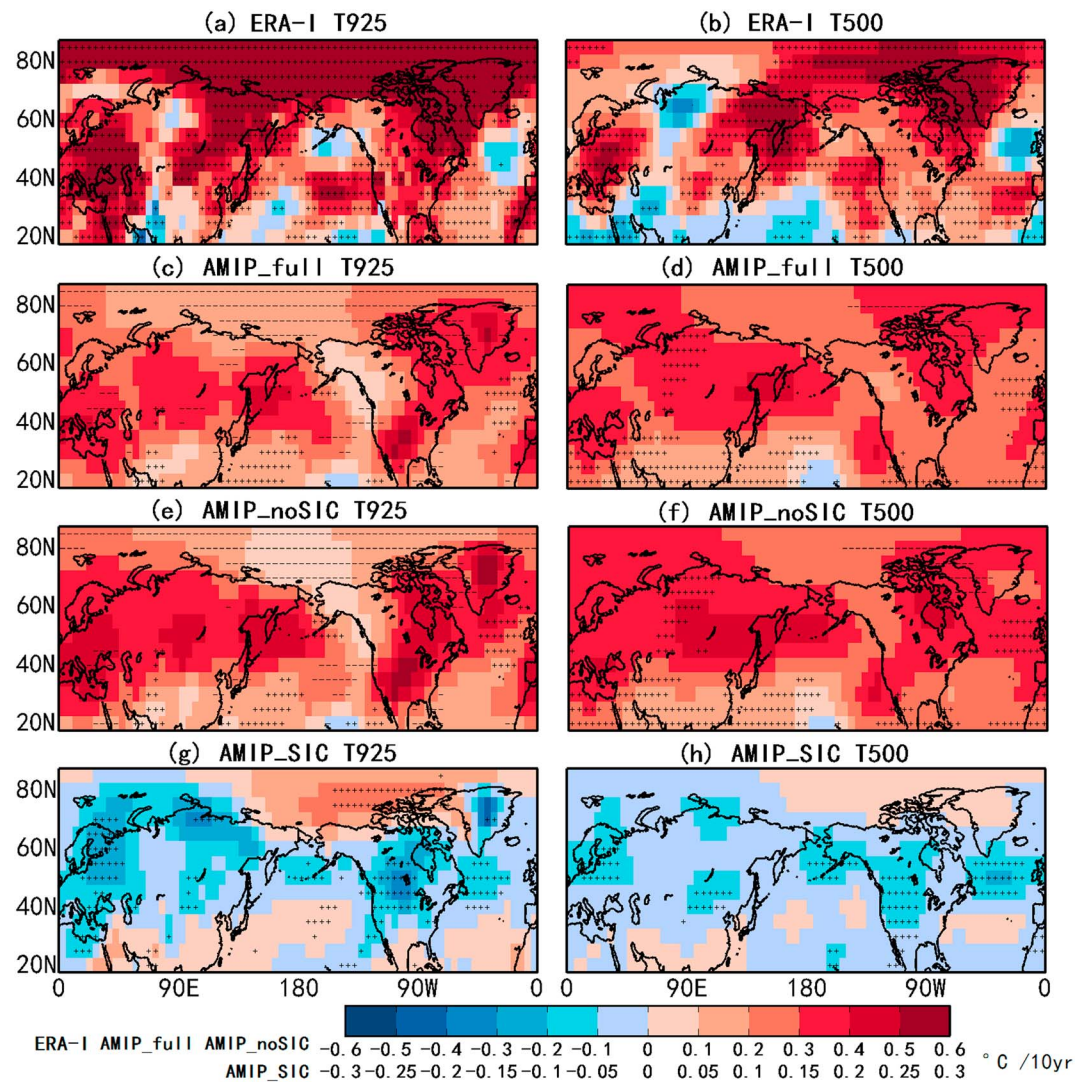 (a) ERA-I T925
(b) ERA-I T500
80N
60N
40N
20N
(c) AMIP_full T925
(d) AMIP_full T500
80N
60N
40N
20N
(e) AMIP_noSIC T925
(f) AMIP_noSIC T500
80N
60N
40N
20N
(g) AMIP_SIC T925
(h) AMIP_SIC T500
80N
60N
40N
20N
0 90E 180 90W 0
90E 180 90W 0
ERA-I AMIP_full AMIP_noSIC -0.6 -0.5 -0.4 -0.3 -0.2 -0.1 0 0.1 0.2 0.3 0.4 0.5 0.6
AMIP_SIC -0.3 -0.25 -0.2 -0.15 -0.1 -0.05 0 0.05 0.1 0.15 0.2 0.25 0.3
°C /10yr